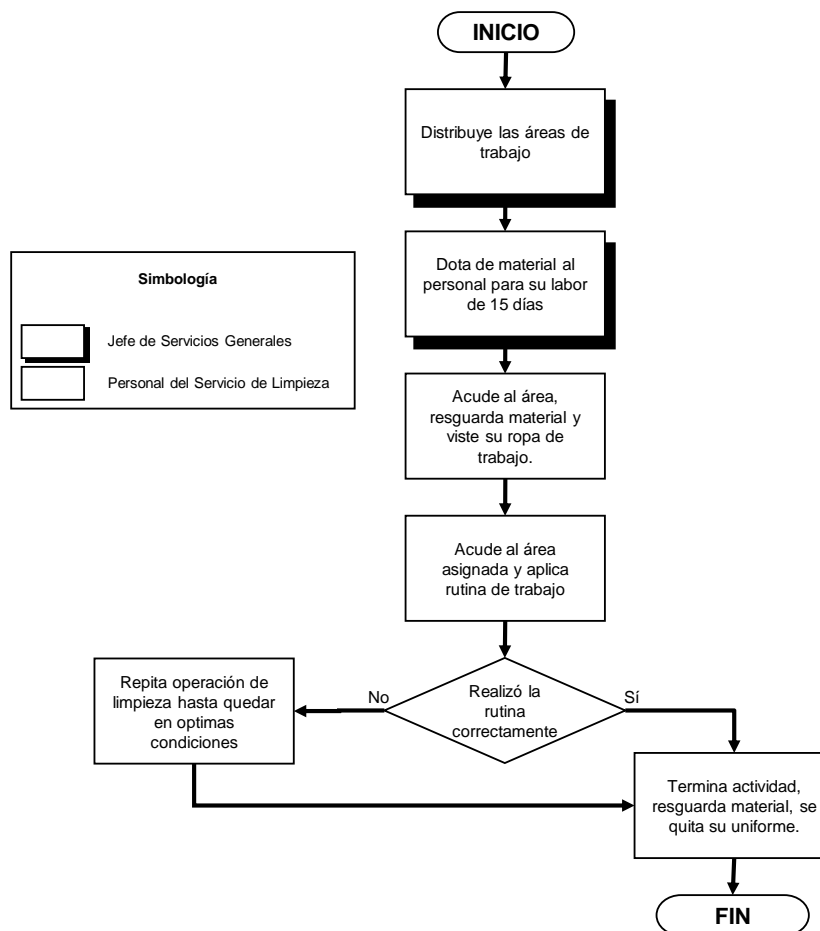 INICIO
Distribuye las áreas de
trabajo
Dota de material al
personal para su labor
de 15 días
Simbología
Jefe de Servicios Generales
Personal del Servicio de Limpieza
Acude al área,
resguarda material y
viste su ropa de
trabajo.
Acude al área
asignada y aplica
rutina de trabajo
Realizó la
rutina
correctamente
No
Sí
Repita operación de
limpieza hasta quedar
en optimas
condiciones
Termina actividad,
resguarda material, se
quita su uniforme.
FIN